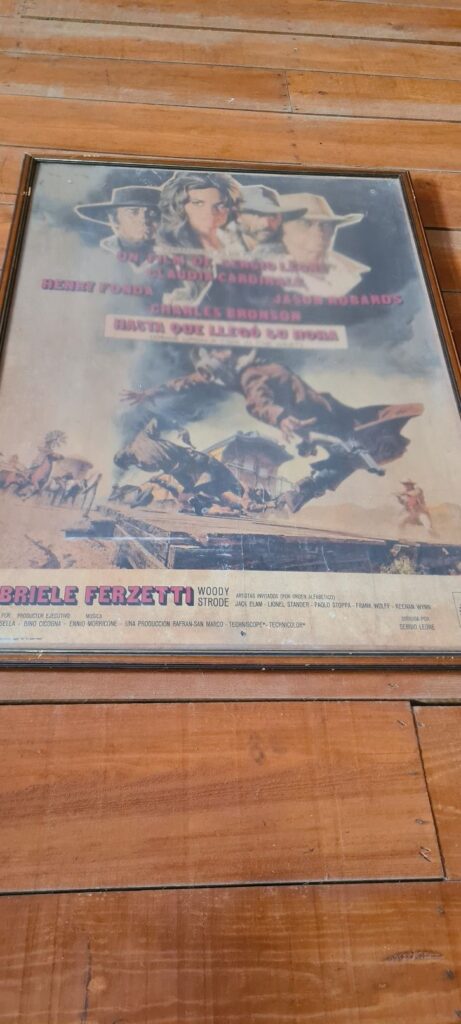 UN FILM DE SERGIO LEONE
CLAUDIA CARDINALE
HENRY FONDA
JASON ROBARDS
CHARLES BRONSON
HASTA QUE LLEGÓ SU HORA
BRIELE FERZETTI WOODY STRODE
ARTISTAS INVITADOS (POR ORDEN ALFABETICO)
JACK ELAM - LIONEL STANDER - PAOLO STOPPA - FRANK WOLFF - KEENAN WYNN
POR PRODUCTOR EJECUTIVO MUSICA
SELLA - BINO CICOGNA - ENNIO MORRICONE - UNA PRODUCCION RAFRAN-SAN MARCO - TECHNISCOPE - TECHNICOLOR
DIRIGIDA POR
SERGIO LEONE